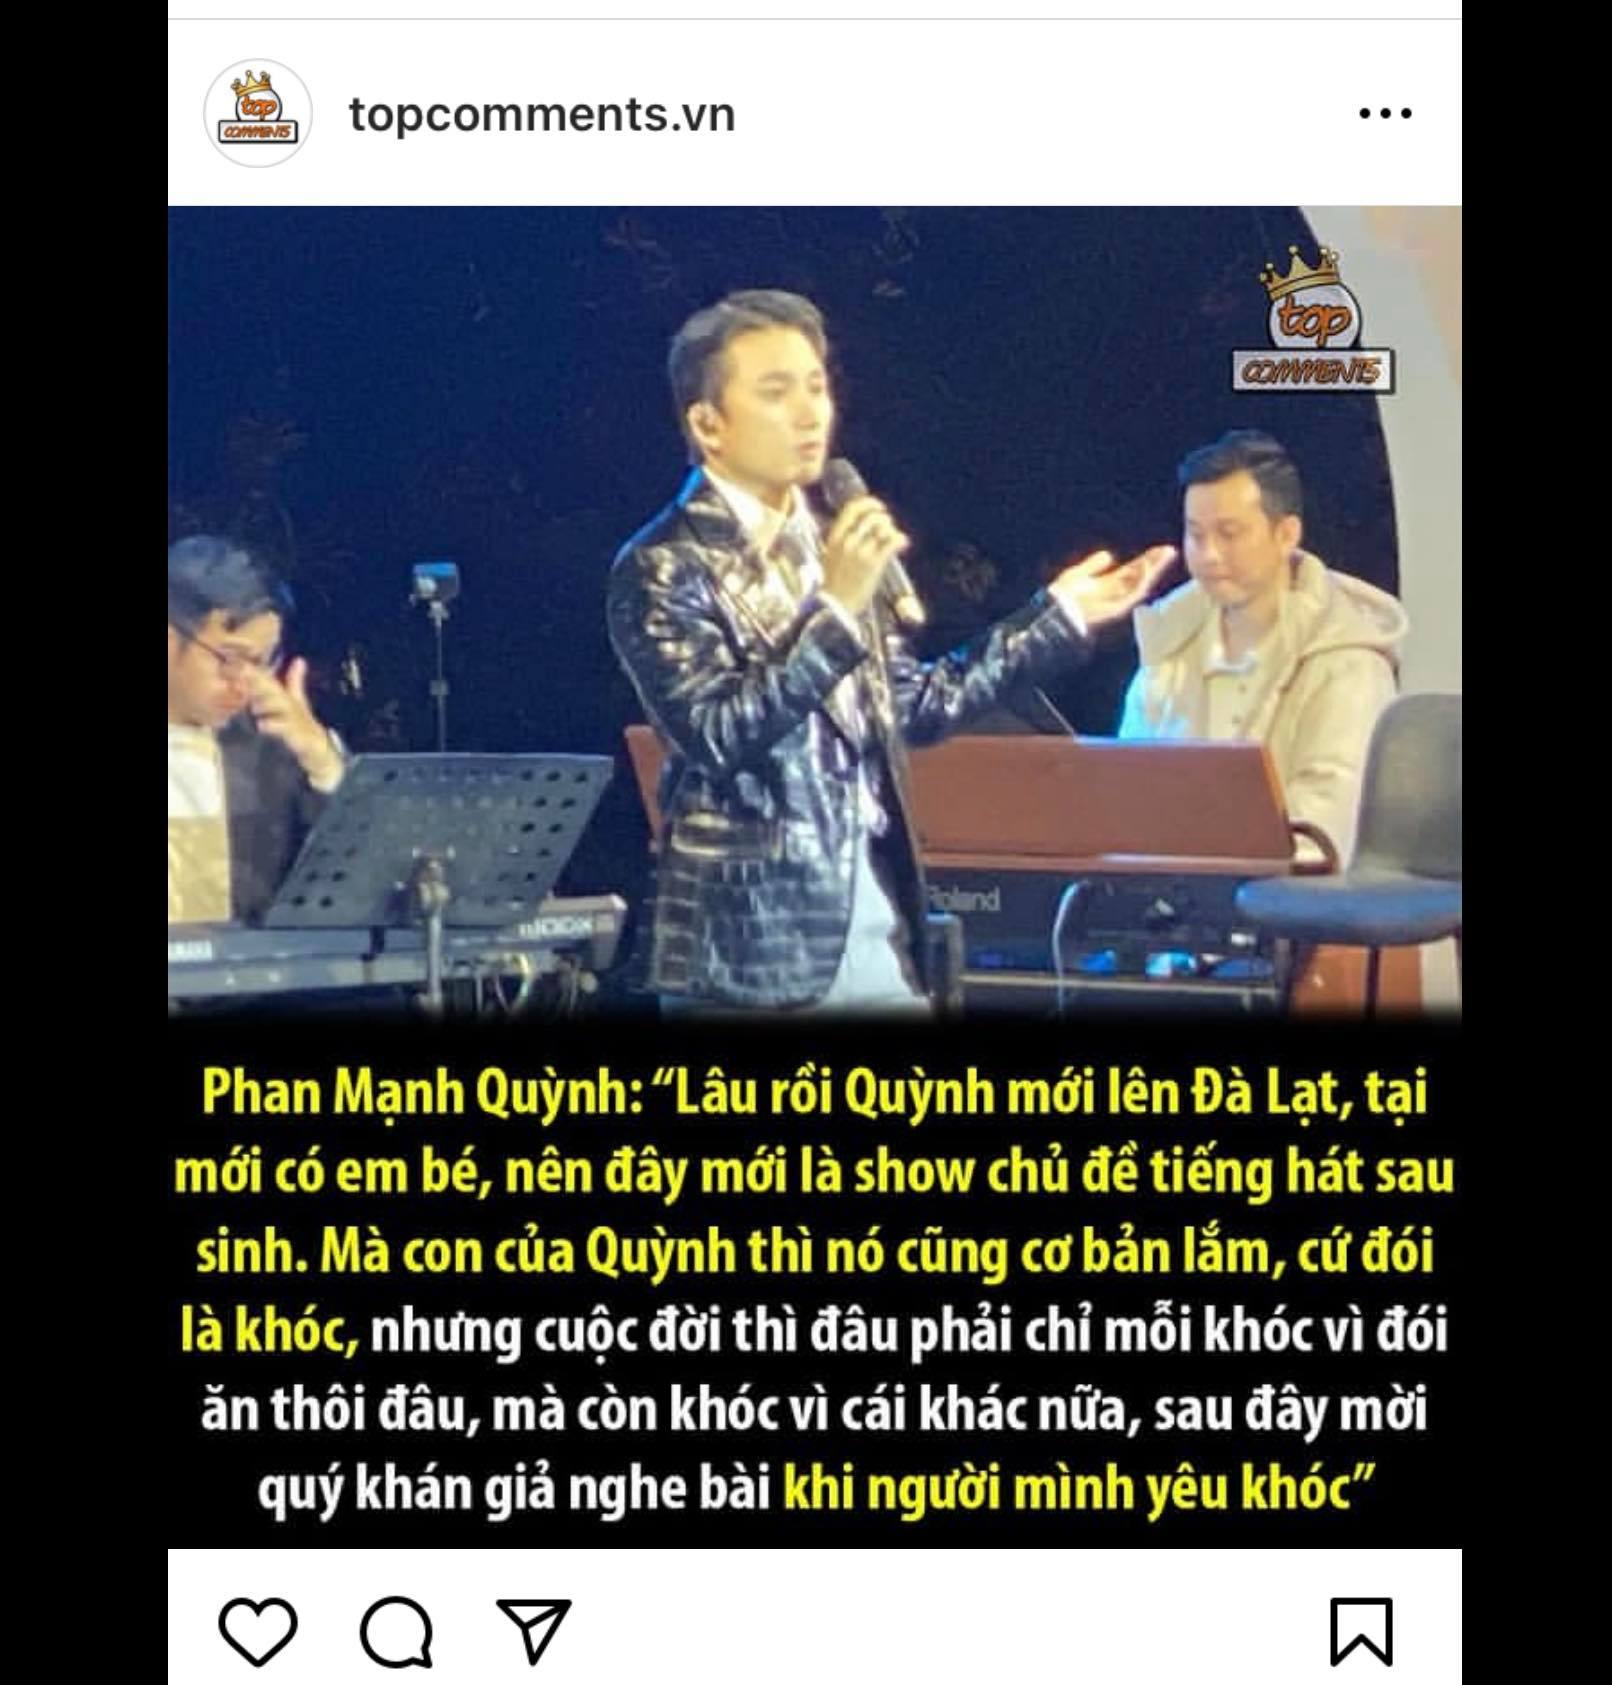 top
COMMENTS
topcomments.vn
top
COMMENTS
Roland
YAMAHA
Phan Mạnh Quỳnh: “Lâu rồi Quỳnh mới lên Đà Lạt, tại
mới có em bé, nên đây mới là show chủ đề tiếng hát sau
sinh. Mà con của Quỳnh thì nó cũng cơ bản lắm, cứ đói
là khóc, nhưng cuộc đời thì đâu phải chỉ mỗi khóc vì đói
ăn thôi đâu, mà còn khóc vì cái khác nữa, sau đây mời
quý khán giả nghe bài khi người mình yêu khóc”